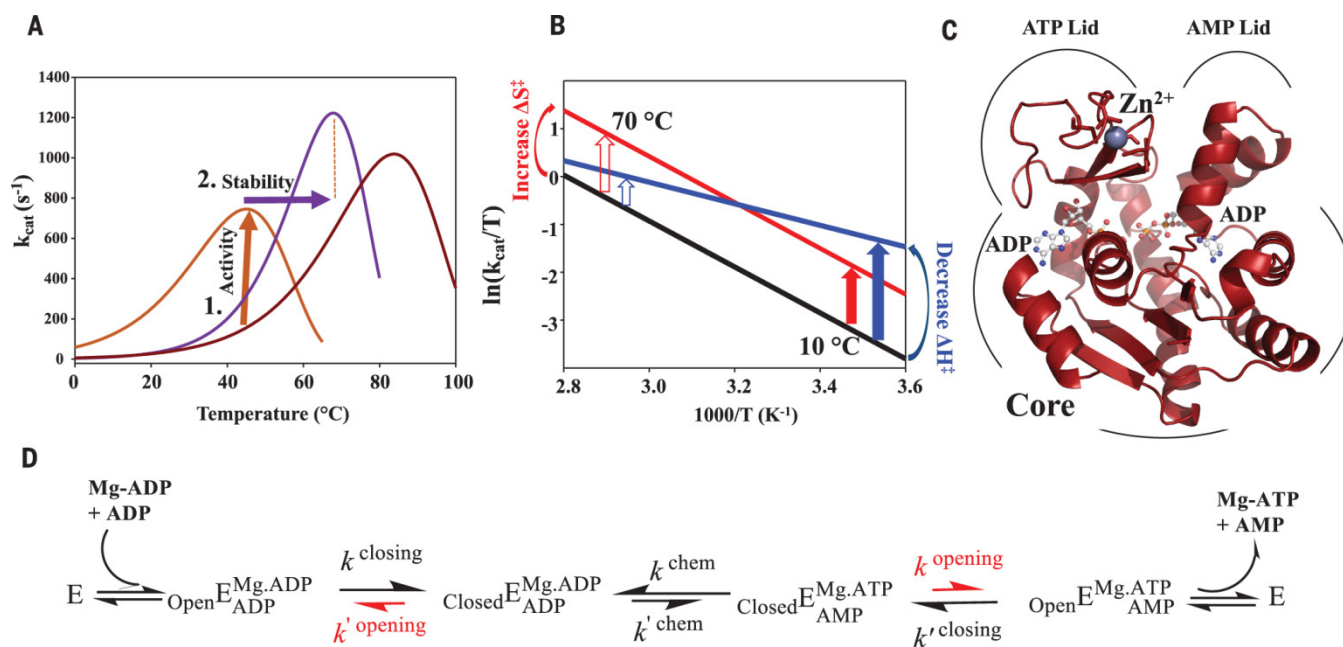 A
1400
1200
1000
800
600
400
200
0
k_cat (s⁻¹)
2. Stability
1.
Activity
0
20
40
60
80
100
Temperature (°C)
B
Increase ΔS‡
1
0
-1
-2
-3
ln(k_cat/T)
70 °C
10 °C
Decrease ΔH‡
2.8
3.0
3.2
3.4
3.6
1000/T (K⁻¹)
C
ATP Lid
AMP Lid
Zn²⁺
ADP
ADP
Core
D
Mg-ADP
+ ADP
Mg-ATP
+ AMP
k closing
k chem
k opening
E
Open E Mg.ADP ADP
Closed E Mg.ADP ADP
Closed E Mg.ATP AMP
Open E Mg.ATP AMP
E
k' opening
k' chem
k' closing